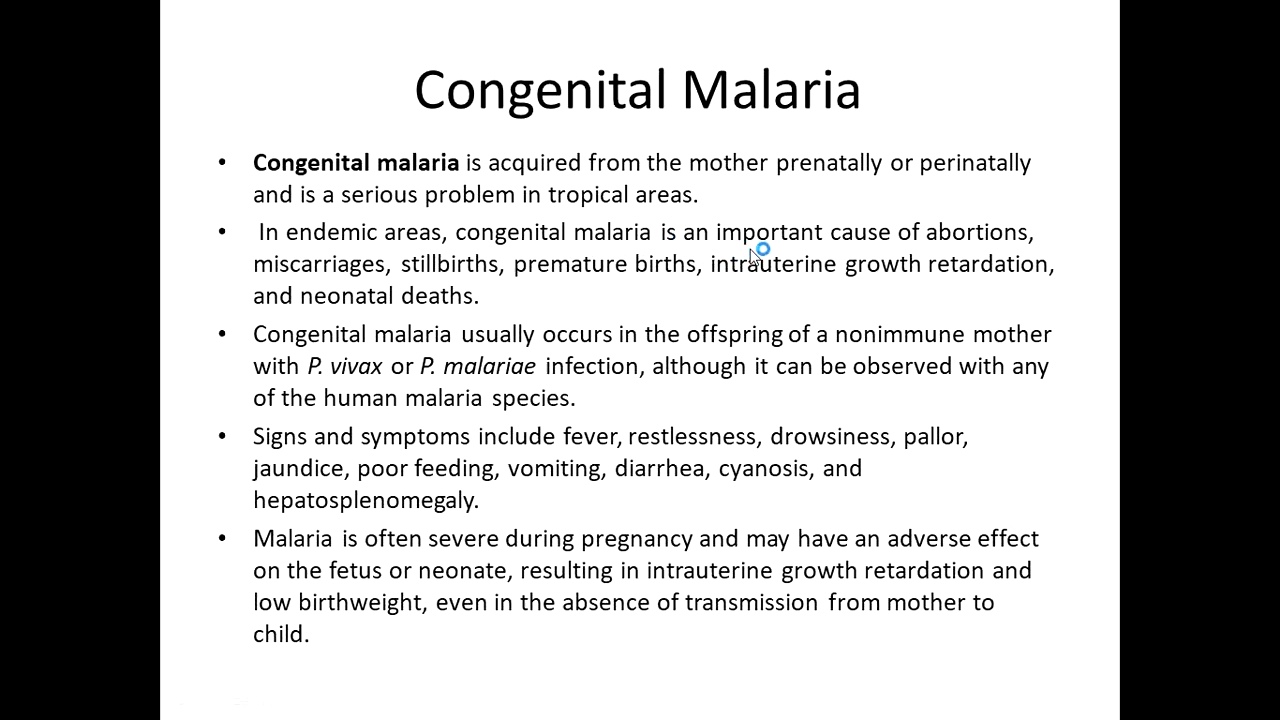 Congenital Malaria
• Congenital malaria is acquired from the mother prenatally or perinatally
and is a serious problem in tropical areas.
• In endemic areas, congenital malaria is an important cause of abortions,
miscarriages, stillbirths, premature births, intrauterine growth retardation,
and neonatal deaths.
• Congenital malaria usually occurs in the offspring of a nonimmune mother
with P. vivax or P. malariae infection, although it can be observed with any
of the human malaria species.
• Signs and symptoms include fever, restlessness, drowsiness, pallor,
jaundice, poor feeding, vomiting, diarrhea, cyanosis, and
hepatosplenomegaly.
• Malaria is often severe during pregnancy and may have an adverse effect
on the fetus or neonate, resulting in intrauterine growth retardation and
low birthweight, even in the absence of transmission from mother to
child.